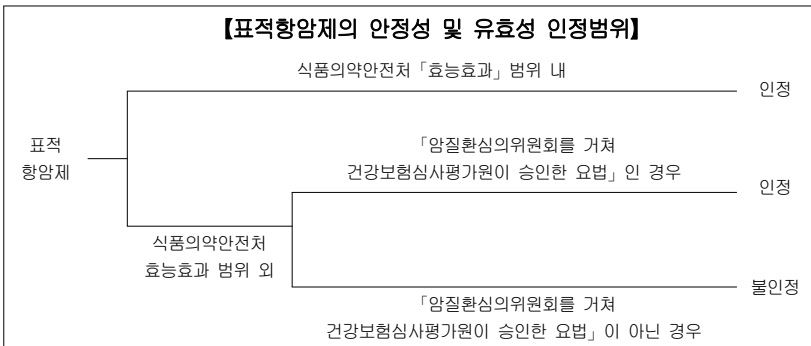 【표적항암제의 안정성 및 유효성 인정범위】
식품의약안전처「효능효과」범위 내
인정
표적
항암제
「암질환심의위원회를 거쳐
건강보험심사평가원이 승인한 요법」인 경우
인정
식품의약안전처
효능효과 범위 외
불인정
「암질환심의위원회를 거쳐
건강보험심사평가원이 승인한 요법」이 아닌 경우